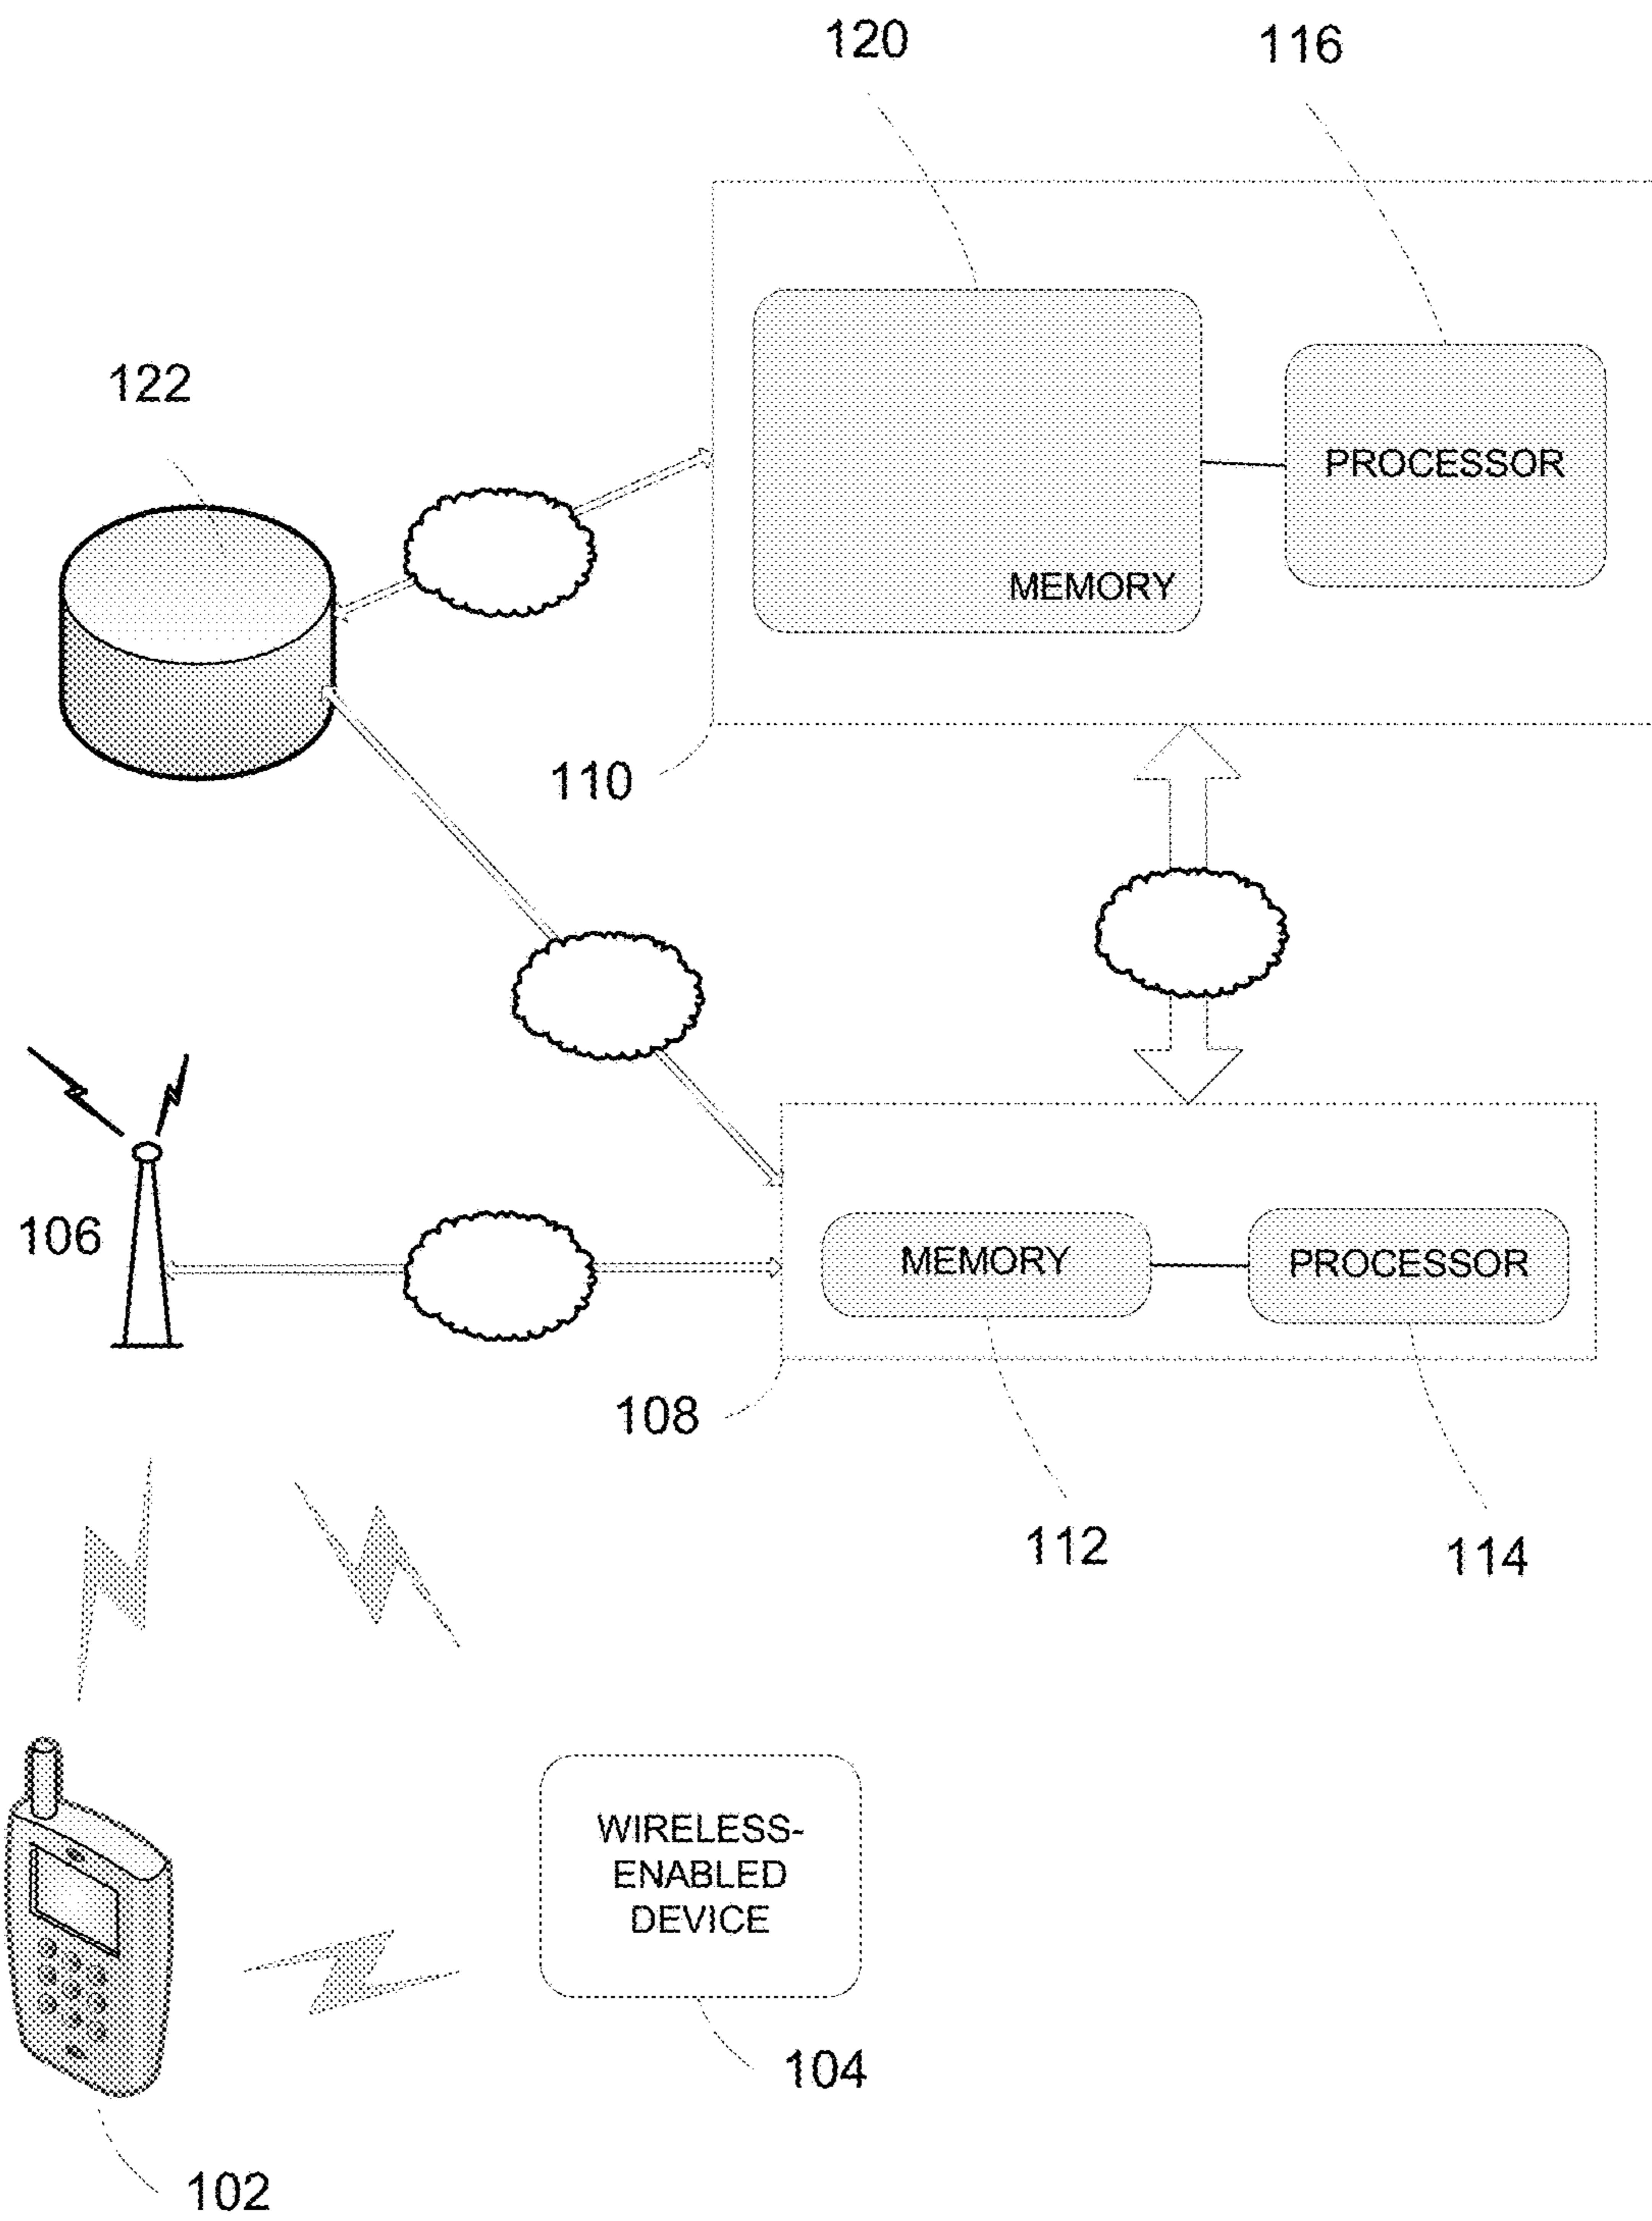 120
116
122
PROCESSOR
MEMORY
110
106
MEMORY
PROCESSOR
108
112
114
WIRELESS-
ENABLED
DEVICE
104
102